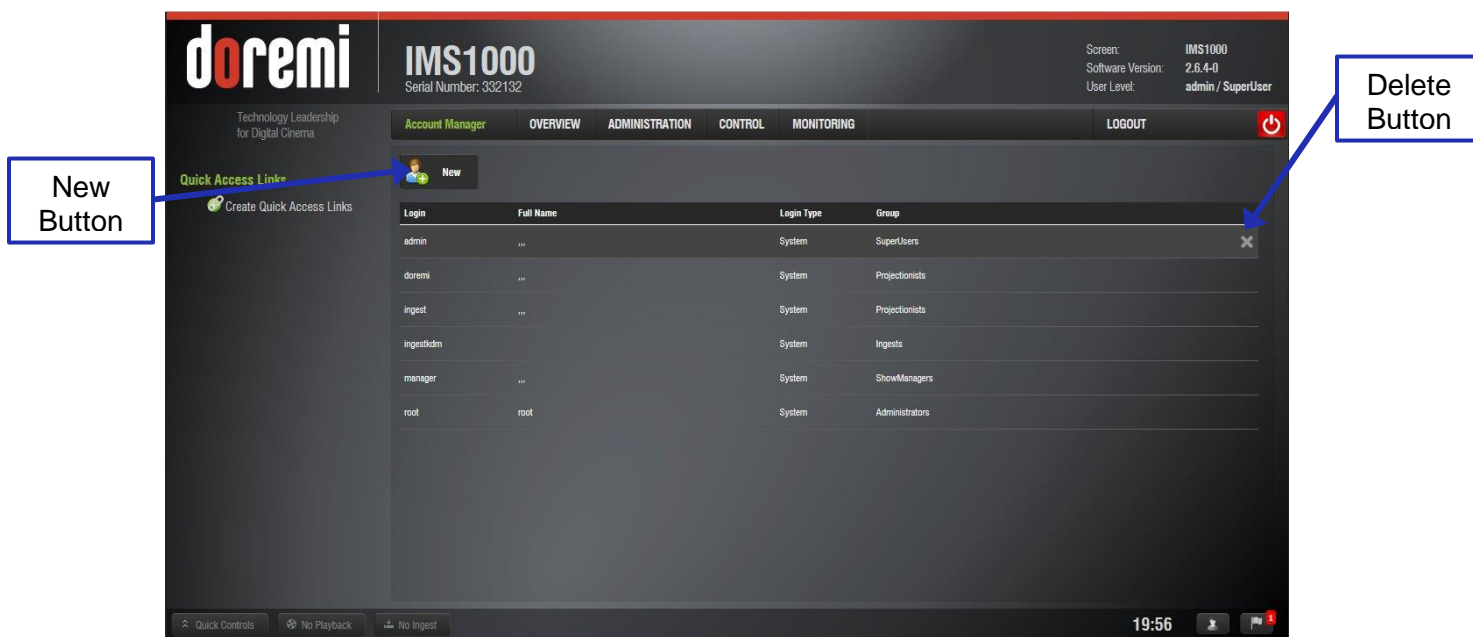 doremi
Technology Leadership
for Digital Cinema
IMS1000
Serial Number: 332132
Screen: IMS1000
Software Version: 2.6.4-0
User Level: admin / SuperUser
Delete
Button
Account Manager OVERVIEW ADMINISTRATION CONTROL MONITORING LOGOUT
New
Button
Quick Access Links
Create Quick Access Links
New
Login Full Name Login Type Group
admin ,,, System SuperUsers
doremi ,,, System Projectionists
ingest ,,, System Projectionists
ingestkdm System Ingests
manager ,,, System ShowManagers
root root System Administrators
Quick Controls No Playback No Ingest 19:56 1